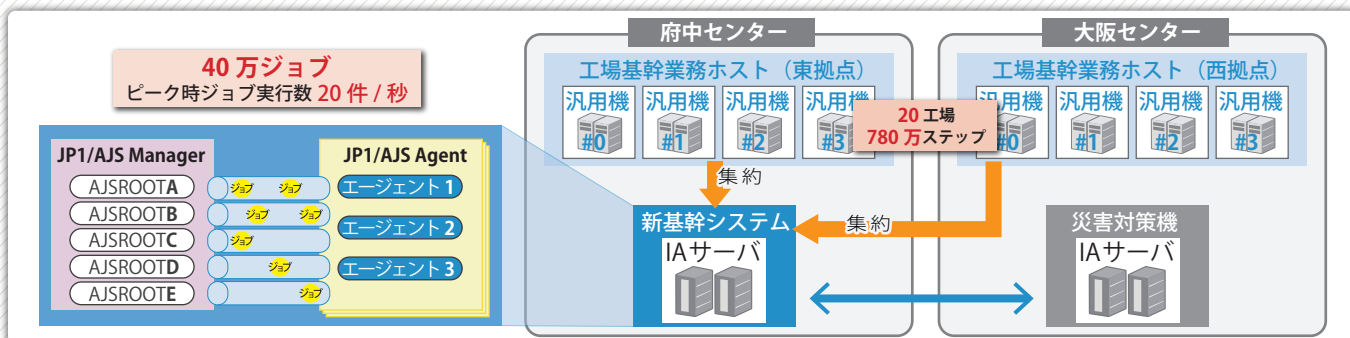 40 万ジョブ
ピーク時ジョブ実行数 20 件 / 秒
JP1/AJS Manager
AJSROOTA
AJSROOTB
AJSROOTC
AJSROOTD
AJSROOTE
ジョブ ジョブ
ジョブ ジョブ
ジョブ
ジョブ
ジョブ
JP1/AJS Agent
エージェント 1
エージェント 2
エージェント 3
府中センター
工場基幹業務ホスト（東拠点）
汎用機 汎用機 汎用機 汎用機
#0 #1 #2 #3
20 工場
780 万ステップ
集約
新基幹システム
IAサーバ
集約
大阪センター
工場基幹業務ホスト（西拠点）
汎用機 汎用機 汎用機 汎用機
#0 #1 #2 #3
災害対策機
IAサーバ